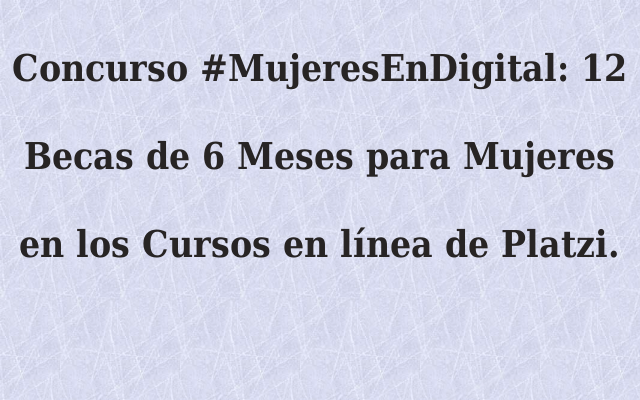 Concurso #MujeresEnDigital: 12
Becas de 6 Meses para Mujeres
en los Cursos en línea de Platzi.